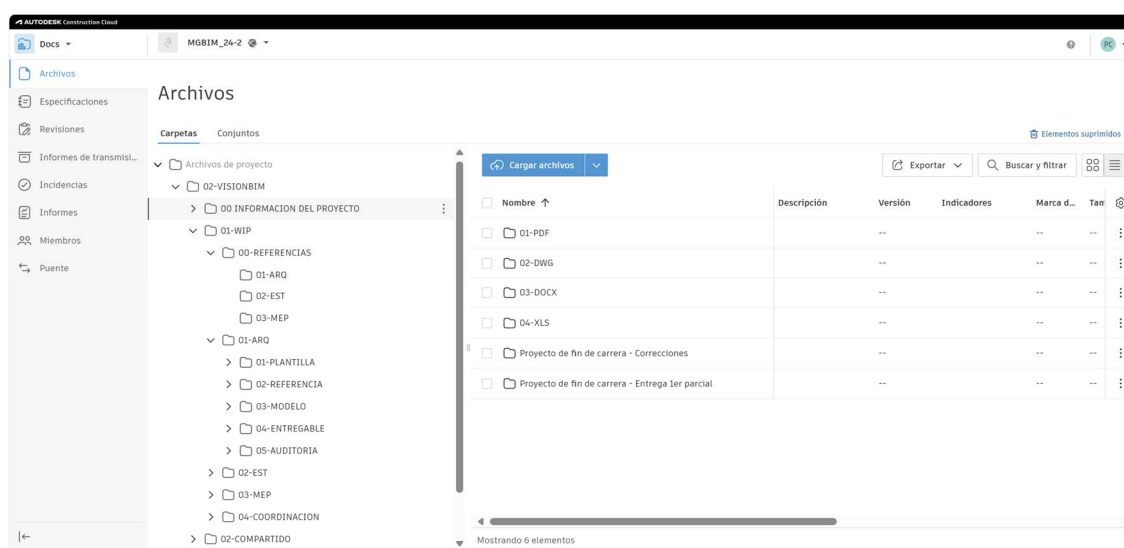 AUTODESK Construction Cloud
Docs
MGBIM_24-2
PC
Archivos
Especificaciones
Revisiones
Informes de transmisi...
Incidencias
Informes
Miembros
Puente
Archivos
Carpetas Conjuntos
Elementos suprimidos
Archivos de proyecto
02-VISIONBIM
00 INFORMACION DEL PROYECTO
01-WIP
00-REFERENCIAS
01-ARQ
02-EST
03-MEP
01-ARQ
01-PLANTILLA
02-REFERENCIA
03-MODELO
04-ENTREGABLE
05-AUDITORIA
02-EST
03-MEP
04-COORDINACION
02-COMPARTIDO
Cargar archivos
Exportar
Buscar y filtrar
Nombre Descripción Versión Indicadores Marca d... Tam
01-PDF -- -- --
02-DWG -- -- --
03-DOCX -- -- --
04-XLS -- -- --
Proyecto de fin de carrera - Correcciones -- -- --
Proyecto de fin de carrera - Entrega 1er parcial -- -- --
Mostrando 6 elementos